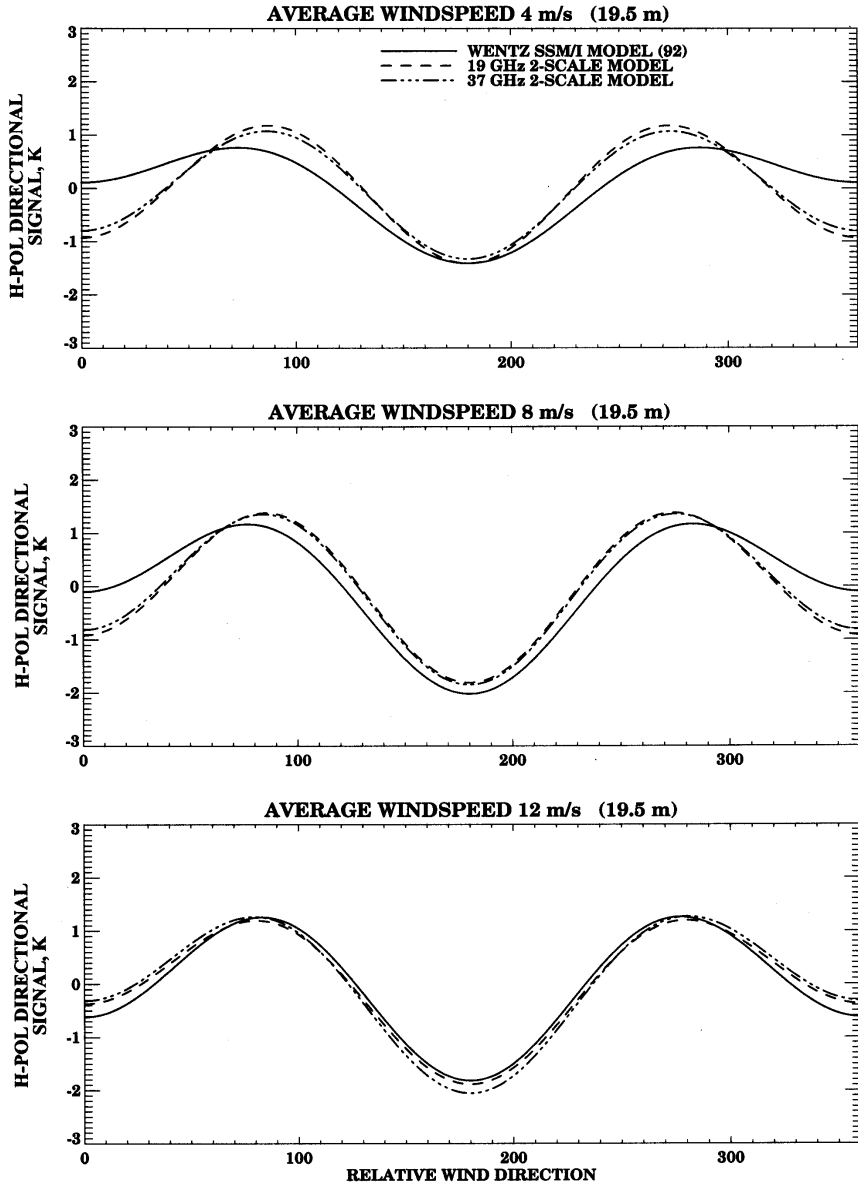 AVERAGE WINDSPEED 4 m/s (19.5 m)
WENTZ SSM/I MODEL (92)
19 GHz 2-SCALE MODEL
37 GHz 2-SCALE MODEL
H-POL DIRECTIONAL
SIGNAL, K
3
2
1
0
-1
-2
-3
0 100 200 300
AVERAGE WINDSPEED 8 m/s (19.5 m)
H-POL DIRECTIONAL
SIGNAL, K
3
2
1
0
-1
-2
-3
0 100 200 300
AVERAGE WINDSPEED 12 m/s (19.5 m)
H-POL DIRECTIONAL
SIGNAL, K
3
2
1
0
-1
-2
-3
0 100 200 300
RELATIVE WIND DIRECTION